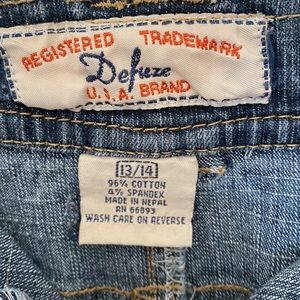 REGISTERED TRADEMARK
Defuze
U.I.A. BRAND
13/14
96% COTTON
4% SPANDEX
MADE IN NEPAL
RN 66893
WASH CARE ON REVERSE